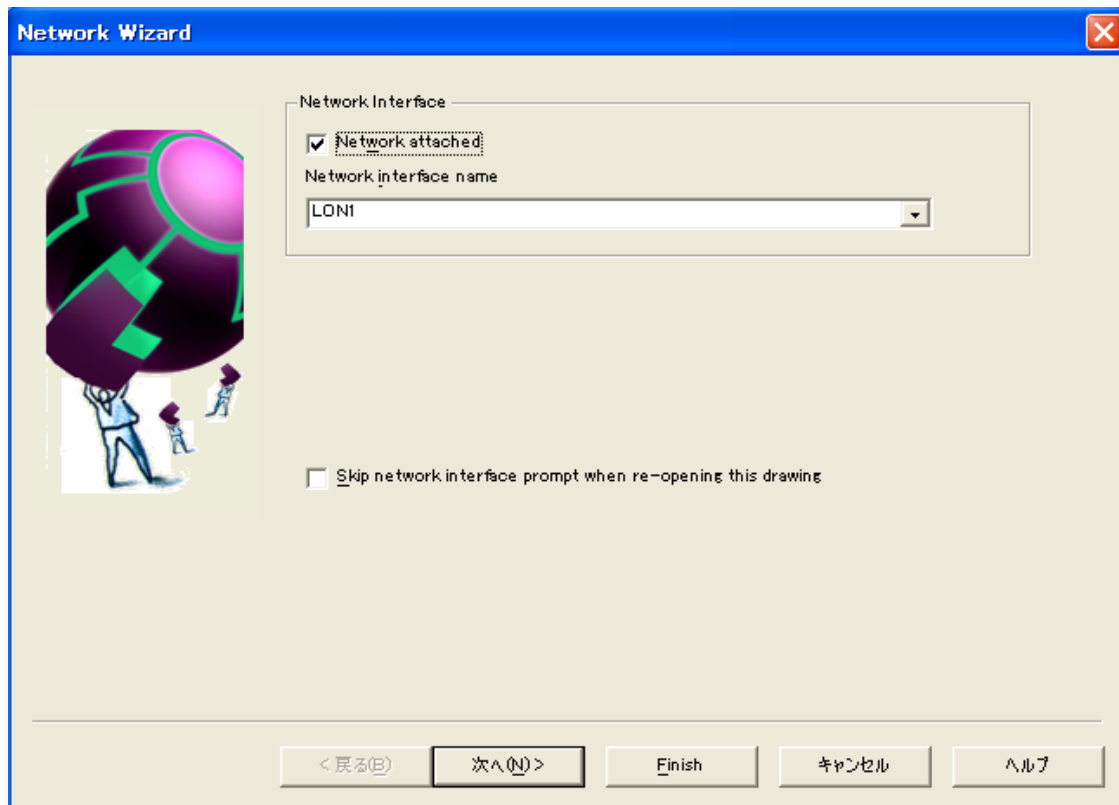 Network Wizard
Network Interface
Network attached
Network interface name
LON1
Skip network interface prompt when re-opening this drawing
< 戻る(B)
次へ(N) >
Finish
キャンセル
ヘルプ